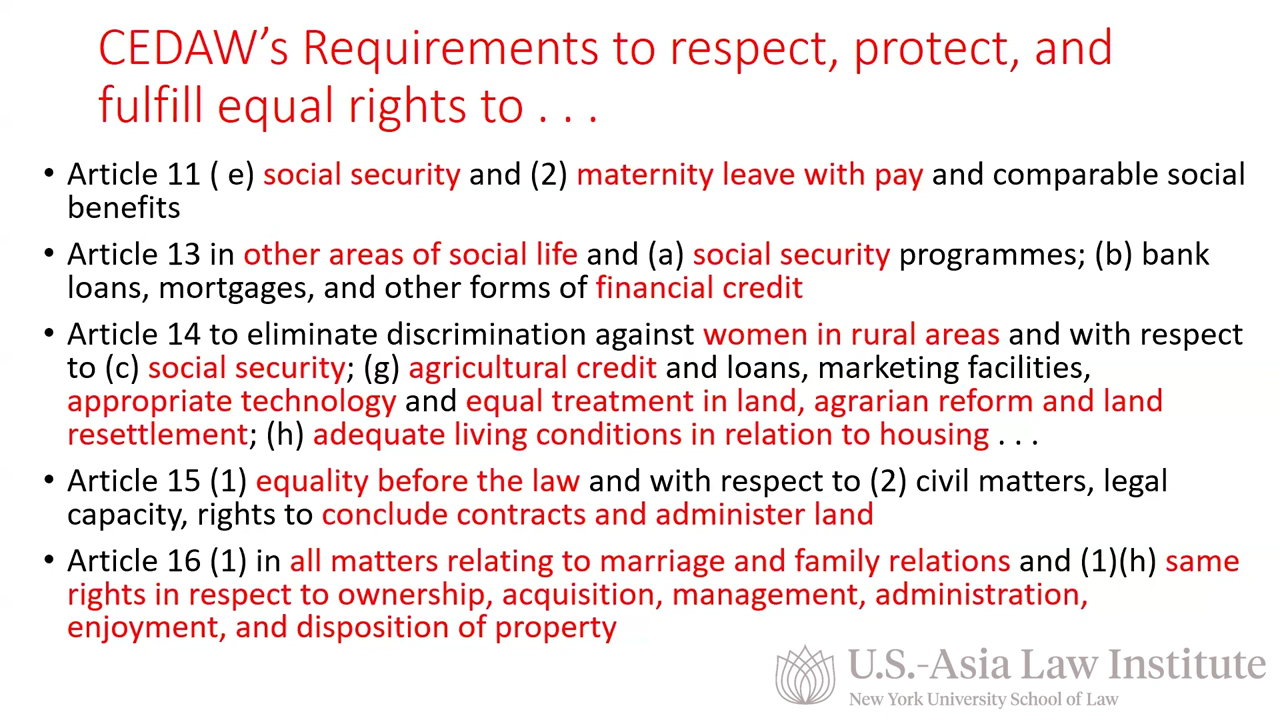 CEDAW’s Requirements to respect, protect, and
fulfill equal rights to . . .
• Article 11 ( e) social security and (2) maternity leave with pay and comparable social
benefits
• Article 13 in other areas of social life and (a) social security programmes; (b) bank
loans, mortgages, and other forms of financial credit
• Article 14 to eliminate discrimination against women in rural areas and with respect
to (c) social security; (g) agricultural credit and loans, marketing facilities,
appropriate technology and equal treatment in land, agrarian reform and land
resettlement; (h) adequate living conditions in relation to housing . . .
• Article 15 (1) equality before the law and with respect to (2) civil matters, legal
capacity, rights to conclude contracts and administer land
• Article 16 (1) in all matters relating to marriage and family relations and (1)(h) same
rights in respect to ownership, acquisition, management, administration,
enjoyment, and disposition of property
U.S.-Asia Law Institute
New York University School of Law